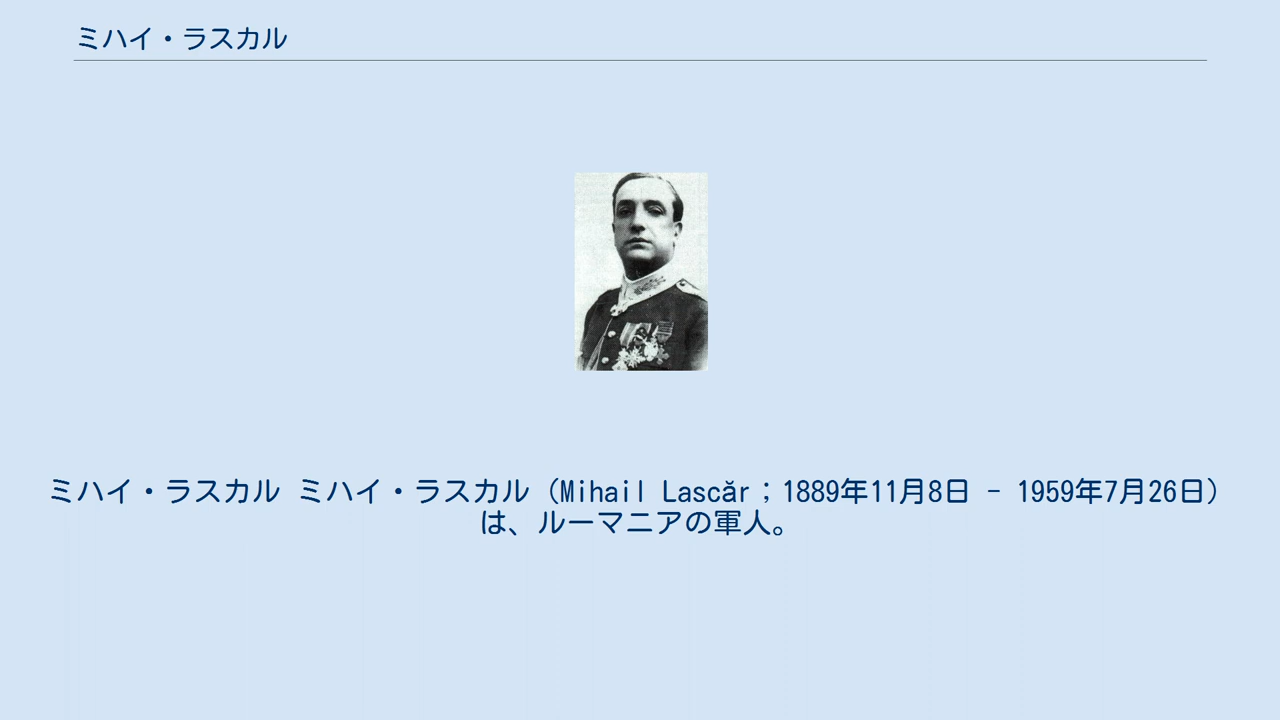 ミハイ・ラスカル
ミハイ・ラスカル ミハイ・ラスカル（Mihail Lascăr；1889年11月8日 - 1959年7月26日）
は、ルーマニアの軍人。